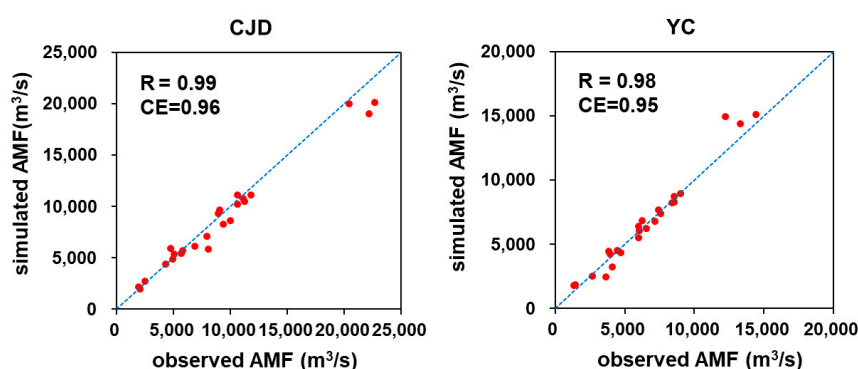 CJD
25,000
20,000
15,000
10,000
5,000
0
simulated AMF(m³/s)
R = 0.99
CE=0.96
0 5,000 10,000 15,000 20,000 25,000
observed AMF (m³/s)
YC
20,000
15,000
10,000
5,000
0
simulated AMF (m³/s)
R = 0.98
CE=0.95
0 5,000 10,000 15,000 20,000
observed AMF (m³/s)